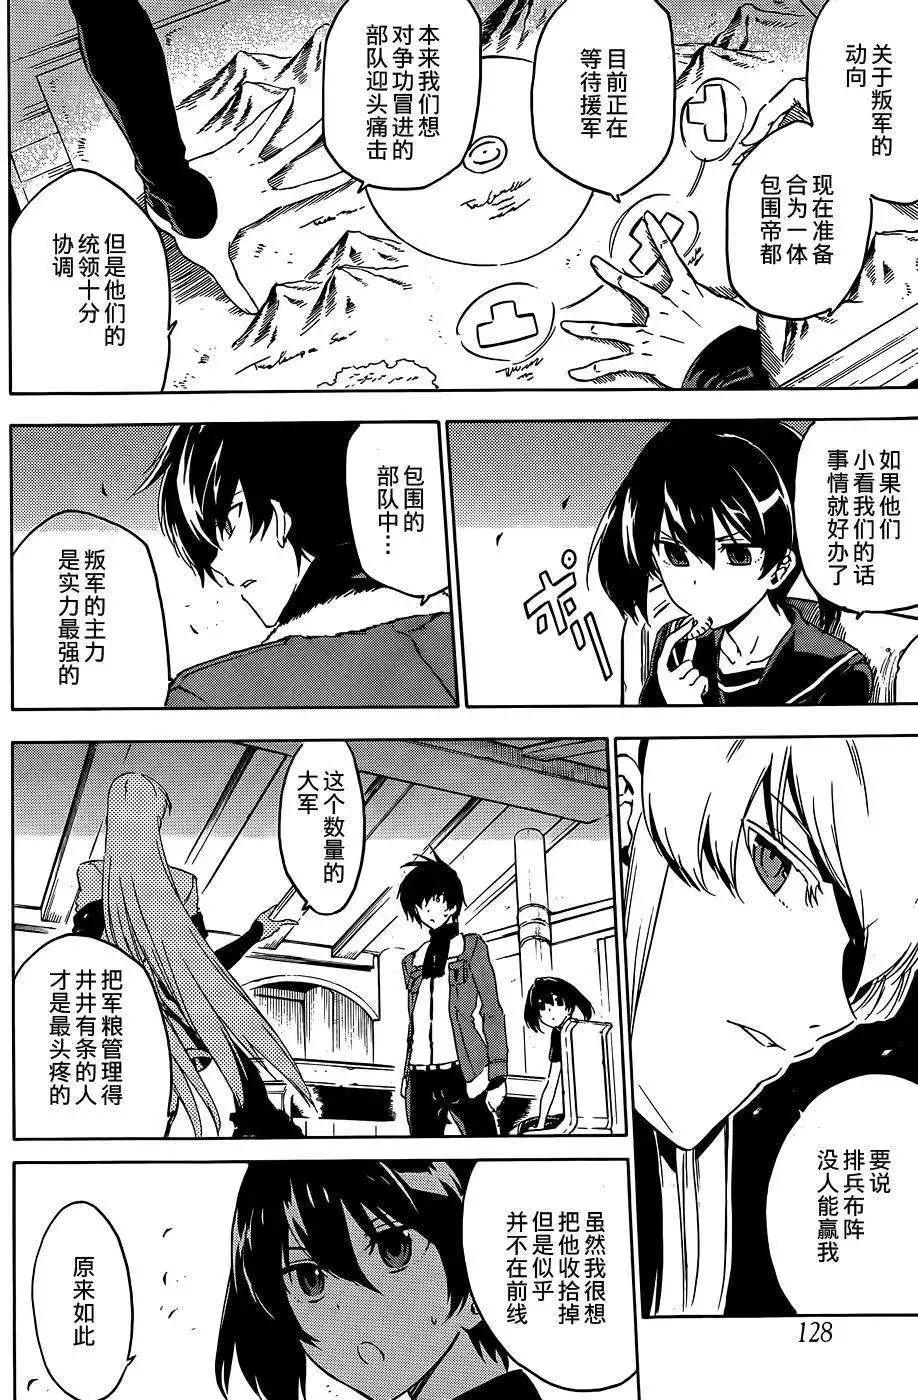 关于叛军的
动向
现在准备
合为一体
包围帝都
目前正在
等待援军
本来我们想
对争功冒进的
部队迎头痛击
但是他们的
统领十分
协调
如果他们
小看我们的话
事情就好办了
ポリ
包围的
部队中…
叛军的主力
是实力最强的
要说
排兵布阵
没人能赢我
这个数量的
大军
把军粮管理得
井井有条的人
才是最头疼的
虽然我很想
把他收拾掉
但是似乎
并不在前线
原来如此
128